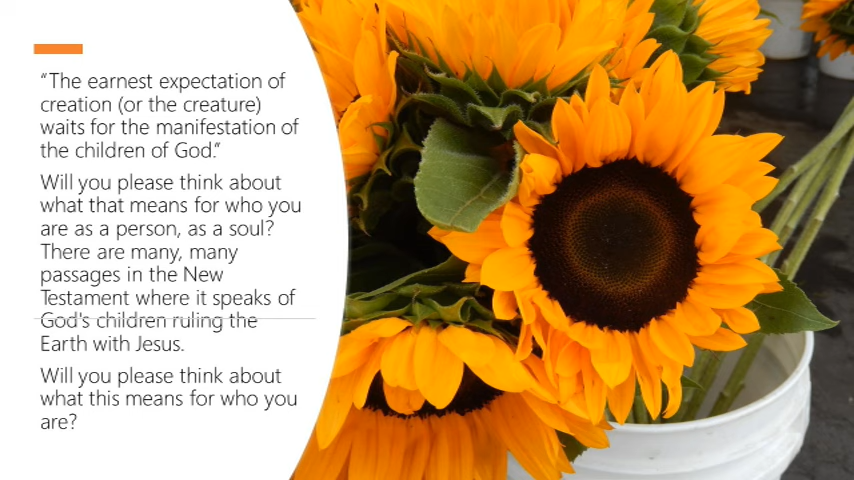 “The earnest expectation of
creation (or the creature)
waits for the manifestation of
the children of God.”
Will you please think about
what that means for who you
are as a person, as a soul?
There are many, many
passages in the New
Testament where it speaks of
God's children ruling the
Earth with Jesus.
Will you please think about
what this means for who you
are?